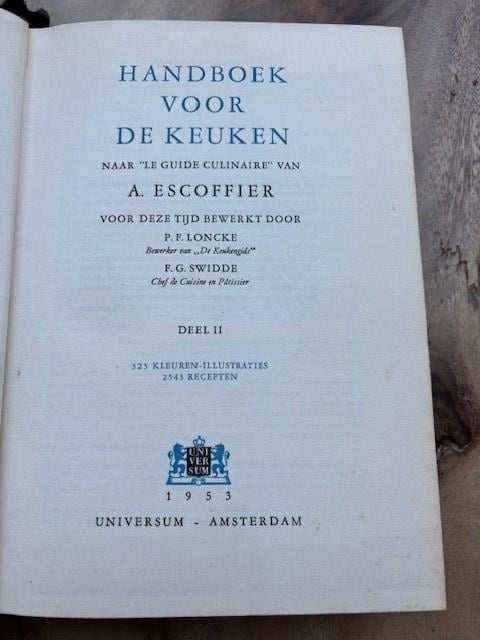 HANDBOEK
VOOR
DE KEUKEN
NAAR "LE GUIDE CULINAIRE" VAN
A. ESCOFFIER
VOOR DEZE TIJD BEWERKT DOOR
P. F. LONCKE
Bewerker van „De Keukengids"
F. G. SWIDDE
Chef de Cuisine en Pâtissier
DEEL II
325 KLEUREN-ILLUSTRATIES
2543 RECEPTEN
UNI
VER
SUM
1953
UNIVERSUM - AMSTERDAM